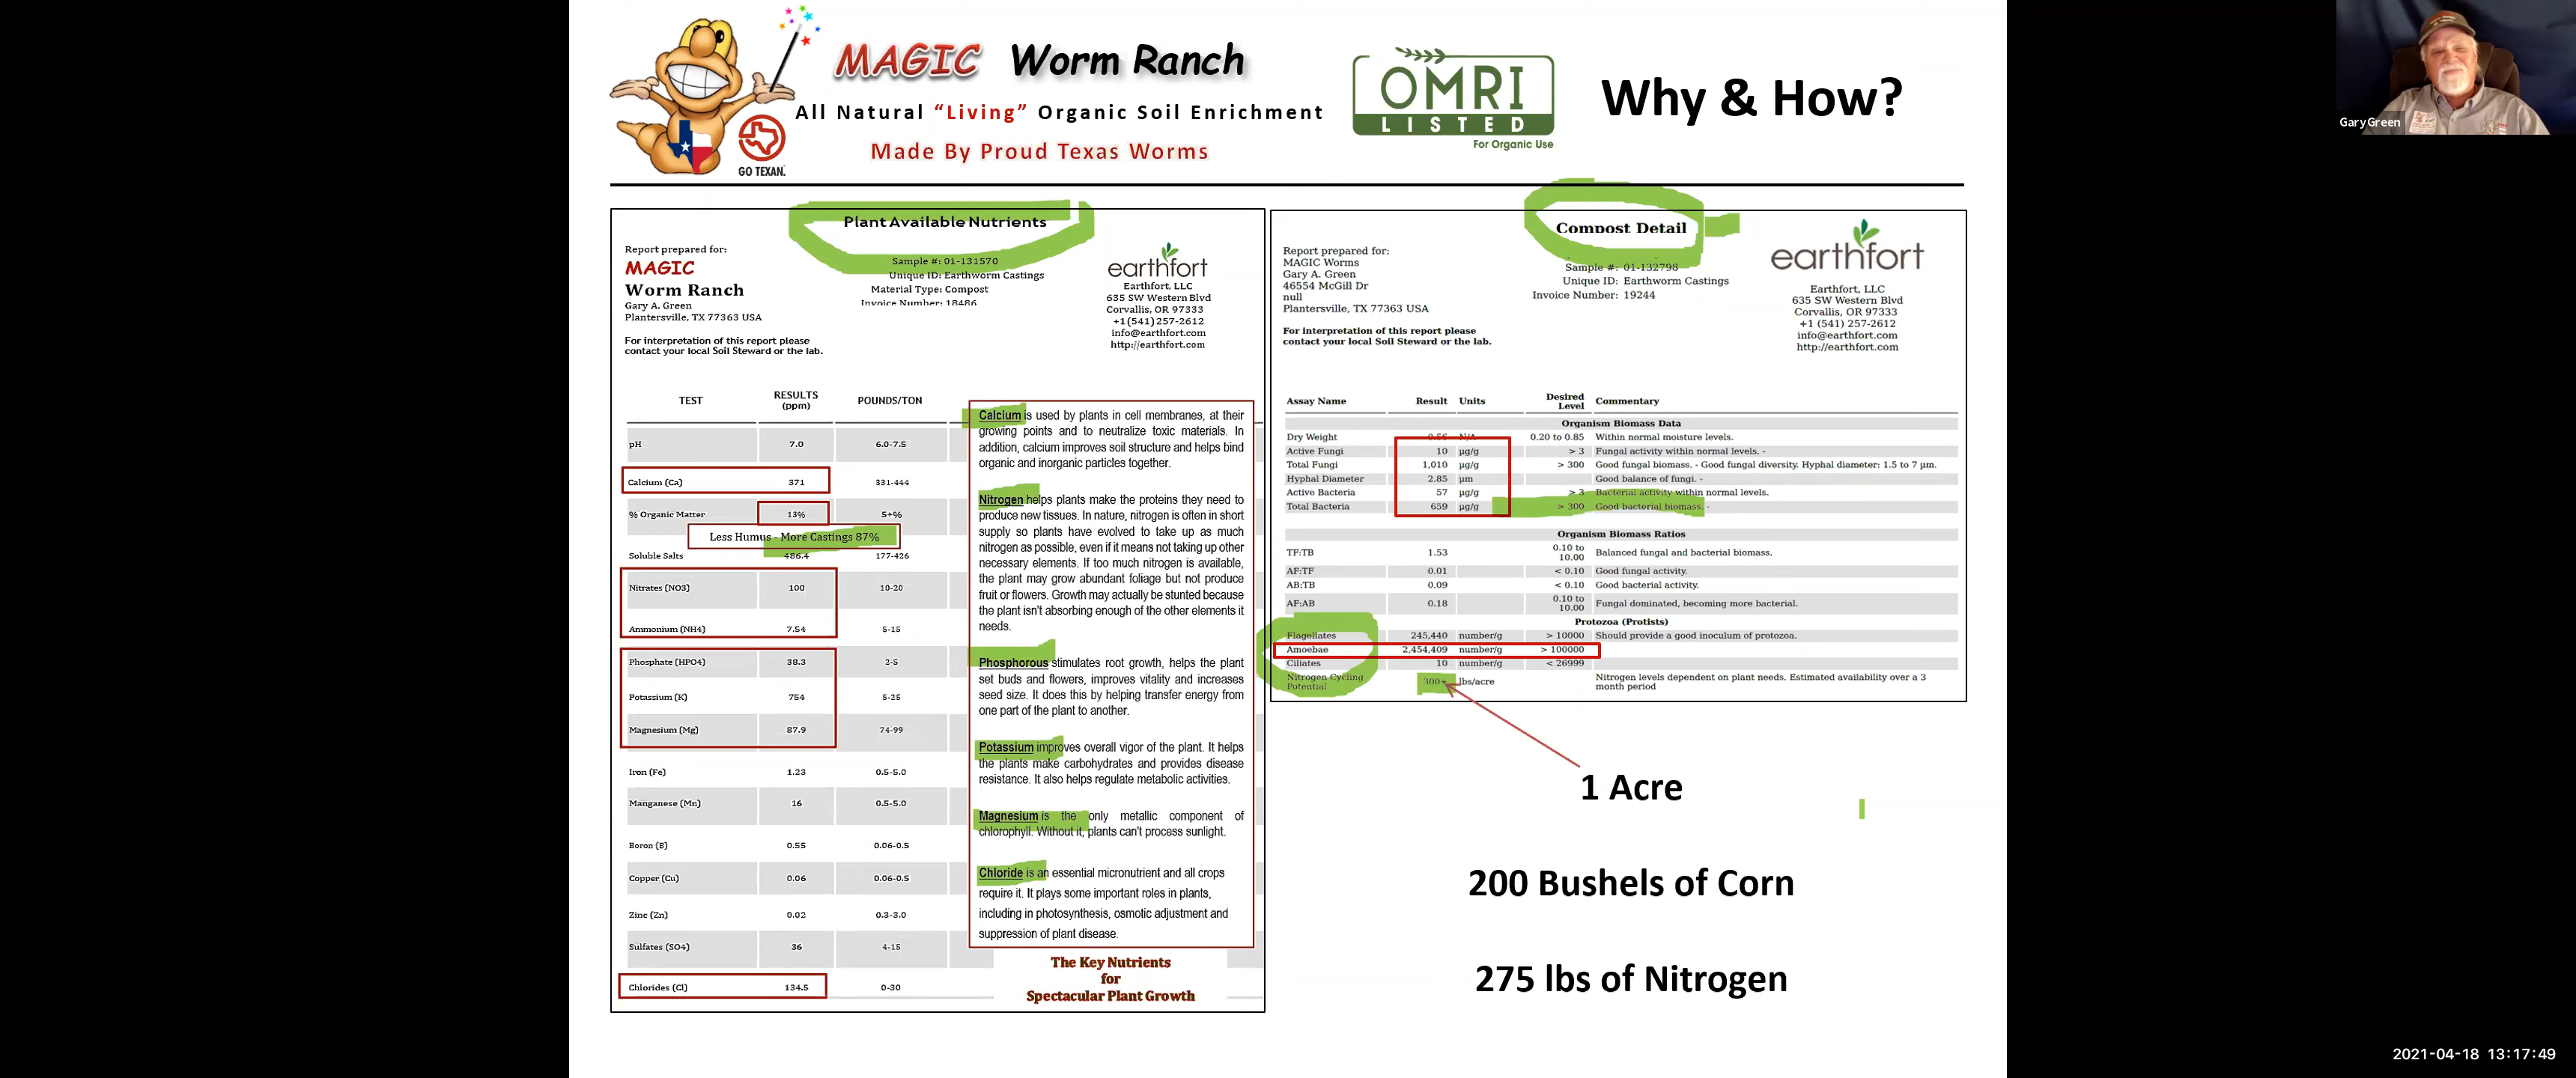 MAGIC Worm Ranch
All Natural “Living” Organic Soil Enrichment
Made By Proud Texas Worms
GO TEXAN.
OMRI
LISTED
For Organic Use
Why & How?
GaryGreen
Plant Available Nutrients
Report prepared for:
MAGIC
Worm Ranch
Gary A. Green
Plantersville, TX 77363 USA
For interpretation of this report please
contact your local Soil Steward or the lab.
Sample #: 01-131570
Unique ID: Earthworm Castings
Material Type: Compost
Invoice Number: 18486
earthfort
Earthfort, LLC
635 SW Western Blvd
Corvallis, OR 97333
+1 (541) 257-2612
info@earthfort.com
http://earthfort.com
TEST RESULTS (ppm) POUNDS/TON
pH 7.0 6.0-7.5
Calcium (Ca) 371 331-444
% Organic Matter 13% 5+%
Less Humus - More Castings 87%
Soluble Salts 486.4 177-426
Nitrates (NO3) 100 10-20
Ammonium (NH4) 7.54 5-15
Phosphate (HPO4) 38.3 2-5
Potassium (K) 754 5-25
Magnesium (Mg) 87.9 74-99
Iron (Fe) 1.23 0.5-5.0
Manganese (Mn) 16 0.5-5.0
Boron (B) 0.55 0.06-0.5
Copper (Cu) 0.06 0.06-0.5
Zinc (Zn) 0.02 0.3-3.0
Sulfates (SO4) 36 4-15
Chlorides (Cl) 134.5 0-30
Calcium is used by plants in cell membranes, at their
growing points and to neutralize toxic materials. In
addition, calcium improves soil structure and helps bind
organic and inorganic particles together.
Nitrogen helps plants make the proteins they need to
produce new tissues. In nature, nitrogen is often in short
supply so plants have evolved to take up as much
nitrogen as possible, even if it means not taking up other
necessary elements. If too much nitrogen is available,
the plant may grow abundant foliage but not produce
fruit or flowers. Growth may actually be stunted because
the plant isn't absorbing enough of the other elements it
needs.
Phosphorous stimulates root growth, helps the plant
set buds and flowers, improves vitality and increases
seed size. It does this by helping transfer energy from
one part of the plant to another.
Potassium improves overall vigor of the plant. It helps
the plants make carbohydrates and provides disease
resistance. It also helps regulate metabolic activities.
Magnesium is the only metallic component of
chlorophyll. Without it, plants can't process sunlight.
Chloride is an essential micronutrient and all crops
require it. It plays some important roles in plants,
including in photosynthesis, osmotic adjustment and
suppression of plant disease.
The Key Nutrients
for
Spectacular Plant Growth
Compost Detail
Report prepared for:
MAGIC Worms
Gary A. Green
46554 McGill Dr
null
Plantersville, TX 77363 USA
For interpretation of this report please
contact your local Soil Steward or the lab.
Sample #: 01-132798
Unique ID: Earthworm Castings
Invoice Number: 19244
earthfort
Earthfort, LLC
635 SW Western Blvd
Corvallis, OR 97333
+1 (541) 257-2612
info@earthfort.com
http://earthfort.com
Assay Name Result Units Desired Level Commentary
Organism Biomass Data
Dry Weight 0.56 N/A 0.20 to 0.85 Within normal moisture levels.
Active Fungi 10 µg/g > 3 Fungal activity within normal levels. -
Total Fungi 1,010 µg/g > 300 Good fungal biomass. - Good fungal diversity. Hyphal diameter: 1.5 to 7 µm.
Hyphal Diameter 2.85 µm Good balance of fungi. -
Active Bacteria 57 µg/g > 3 Bacterial activity within normal levels.
Total Bacteria 659 µg/g > 300 Good bacterial biomass. -
Organism Biomass Ratios
TF:TB 1.53 0.10 to 10.00 Balanced fungal and bacterial biomass.
AF:TF 0.01 < 0.10 Good fungal activity.
AB:TB 0.09 < 0.10 Good bacterial activity.
AF:AB 0.18 0.10 to 10.00 Fungal dominated, becoming more bacterial.
Protozoa (Protists)
Flagellates 245,440 number/g > 10000 Should provide a good inoculum of protozoa.
Amoebae 2,454,409 number/g > 100000
Ciliates 10 number/g < 26999
Nitrogen Cycling Potential 300+ lbs/acre Nitrogen levels dependent on plant needs. Estimated availability over a 3
month period
1 Acre
200 Bushels of Corn
275 lbs of Nitrogen
2021-04-18 13:17:49